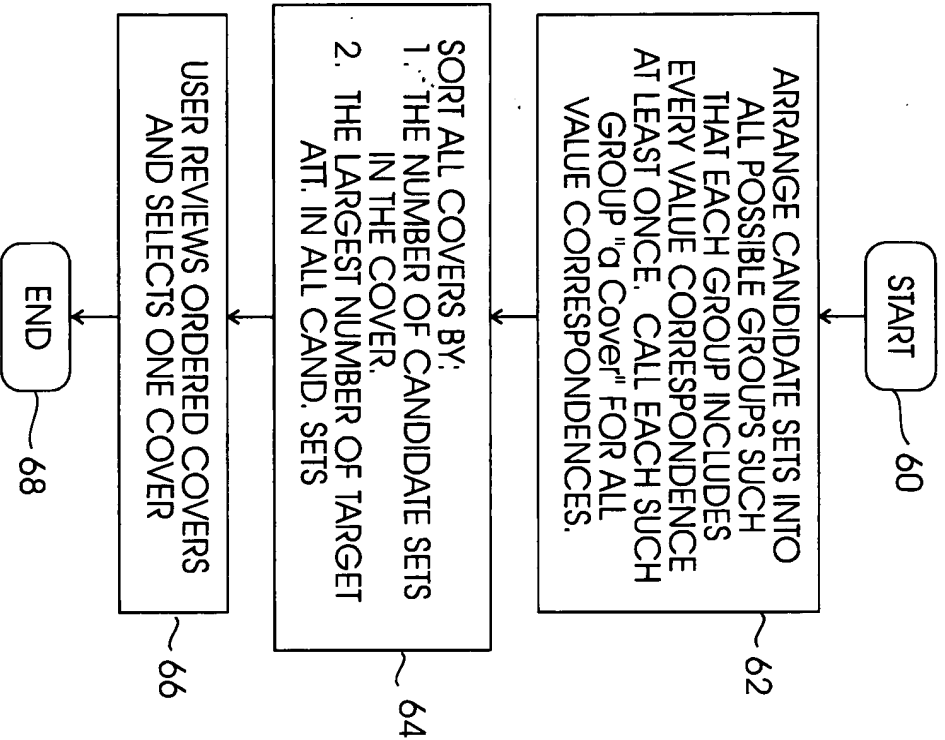 START
60
ARRANGE CANDIDATE SETS INTO
ALL POSSIBLE GROUPS SUCH
THAT EACH GROUP INCLUDES
EVERY VALUE CORRESPONDENCE
AT LEAST ONCE. CALL EACH SUCH
GROUP "a Cover" FOR ALL
VALUE CORRESPONDENCES.
62
SORT ALL COVERS BY:
1. THE NUMBER OF CANDIDATE SETS
IN THE COVER.
2. THE LARGEST NUMBER OF TARGET
ATT. IN ALL CAND. SETS
64
USER REVIEWS ORDERED COVERS
AND SELECTS ONE COVER
66
END
68